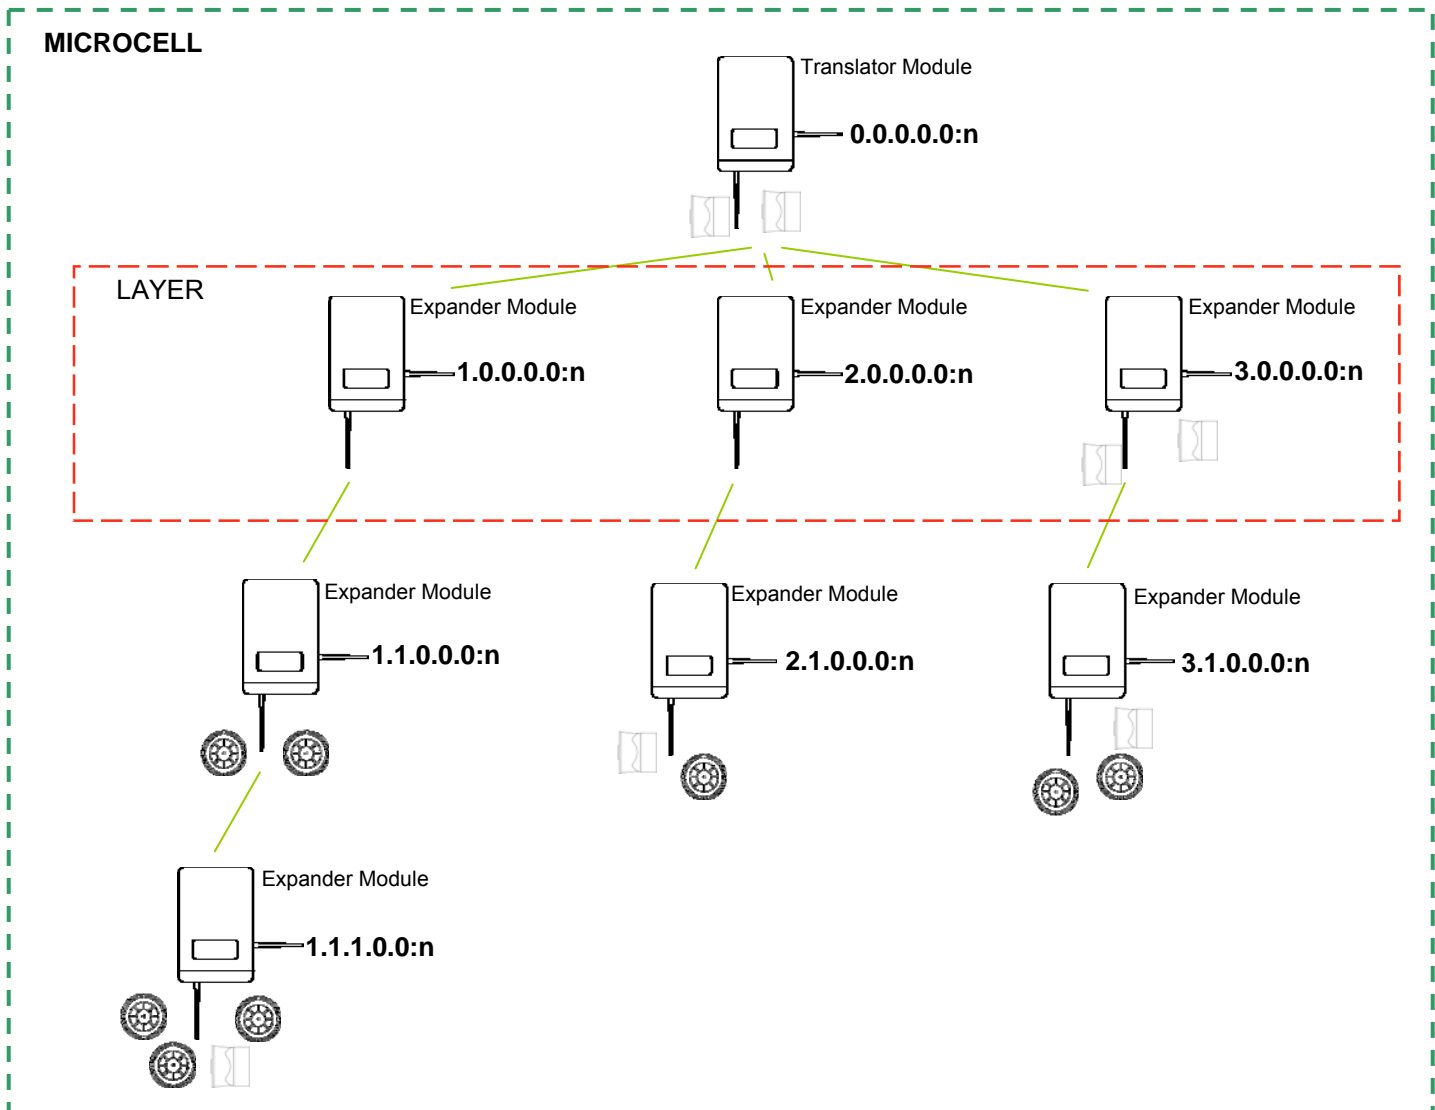 MICROCELL
Translator Module
0.0.0.0.0:n
LAYER
Expander Module
1.0.0.0.0:n
Expander Module
2.0.0.0.0:n
Expander Module
3.0.0.0.0:n
Expander Module
1.1.0.0.0:n
Expander Module
2.1.0.0.0:n
Expander Module
3.1.0.0.0:n
Expander Module
1.1.1.0.0:n